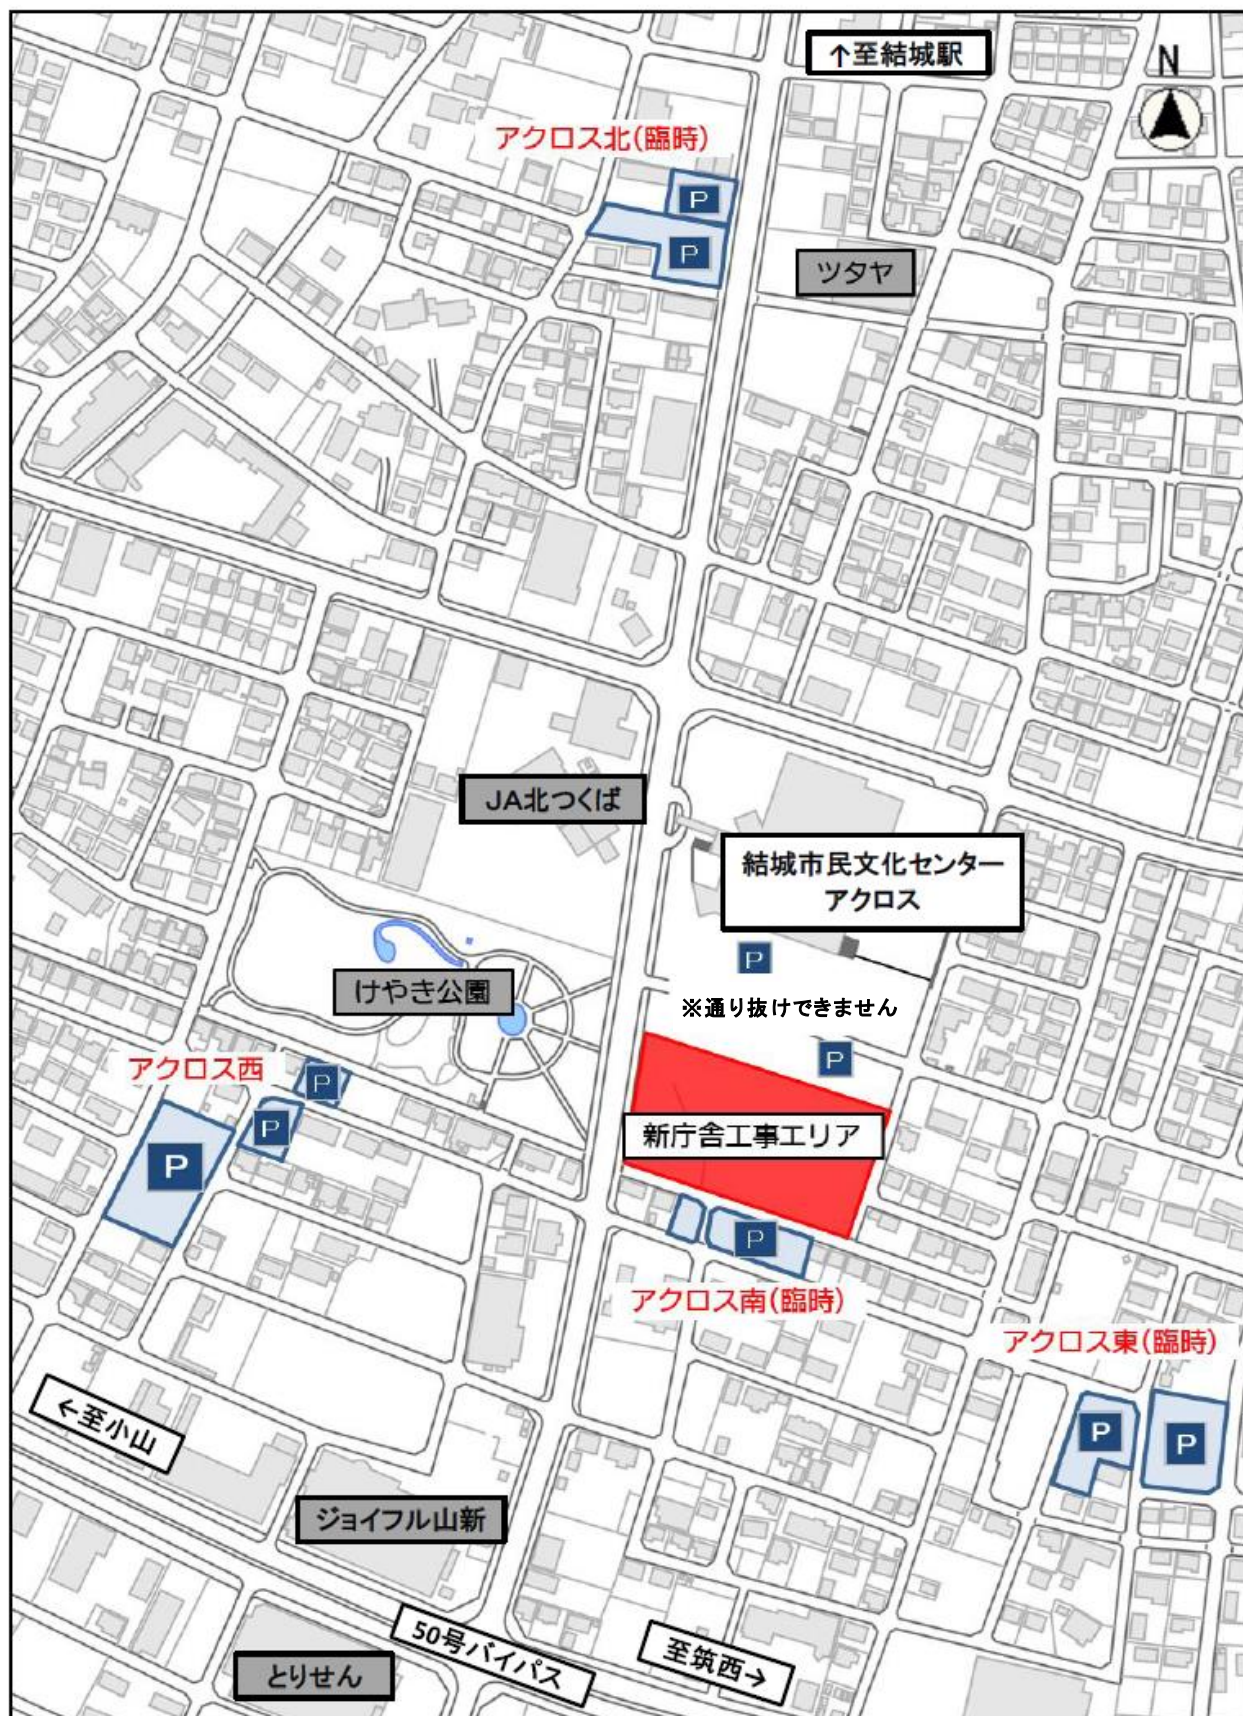 ↑至結城駅
N
アクロス北(臨時)
P
P
ツタヤ
JA北つくば
結城市民文化センター
アクロス
P
けやき公園
※通り抜けできません
P
アクロス西
P
P
P
新庁舎工事エリア
P
アクロス南(臨時)
アクロス東(臨時)
P
P
←至小山
ジョイフル山新
50号バイパス
至筑西→
とりせん